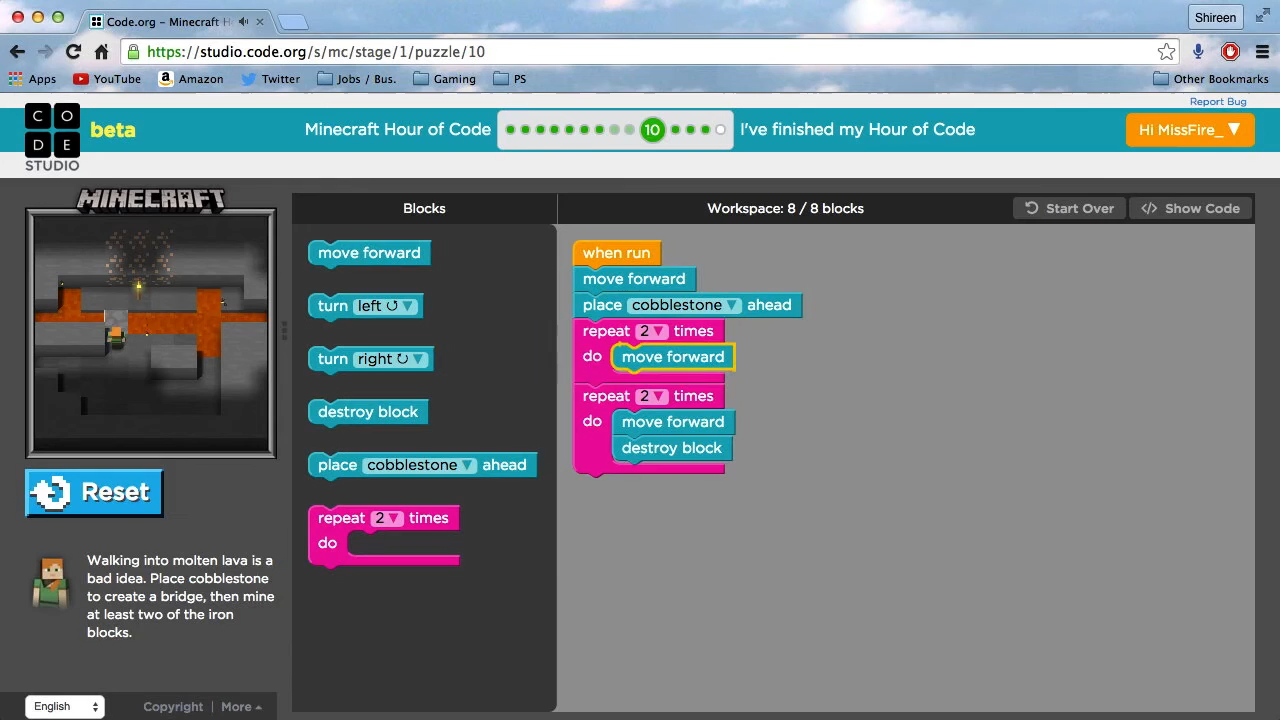 Code.org - Minecraft H
Shireen
https://studio.code.org/s/mc/stage/1/puzzle/10
Apps YouTube Amazon Twitter Jobs / Bus. Gaming PS Other Bookmarks
Report Bug
CODE STUDIO beta
Minecraft Hour of Code 10 I've finished my Hour of Code
Hi MissFire_
MINECRAFT
Blocks
Workspace: 8 / 8 blocks
Start Over
</> Show Code
move forward
turn left
turn right
destroy block
place cobblestone ahead
repeat 2 times
do
when run
move forward
place cobblestone ahead
repeat 2 times
do move forward
repeat 2 times
do move forward
destroy block
Reset
Walking into molten lava is a
bad idea. Place cobblestone
to create a bridge, then mine
at least two of the iron
blocks.
English
Copyright | More